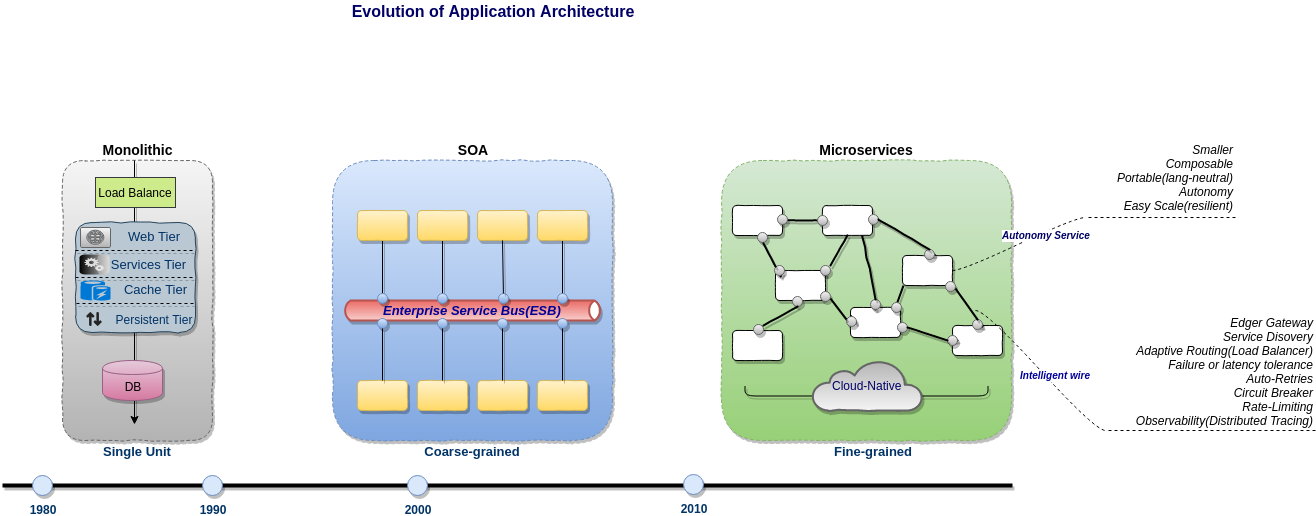 Evolution of Application Architecture
Monolithic
Load Balance
Web Tier
Services Tier
Cache Tier
Persistent Tier
DB
Single Unit
SOA
Enterprise Service Bus(ESB)
Coarse-grained
Microservices
Cloud-Native
Fine-grained
Smaller
Composable
Portable(lang-neutral)
Autonomy
Easy Scale(resilient)
Autonomy Service
Edger Gateway
Service Disovery
Adaptive Routing(Load Balancer)
Failure or latency tolerance
Auto-Retries
Circuit Breaker
Rate-Limiting
Observability(Distributed Tracing)
Intelligent wire
1980
1990
2000
2010